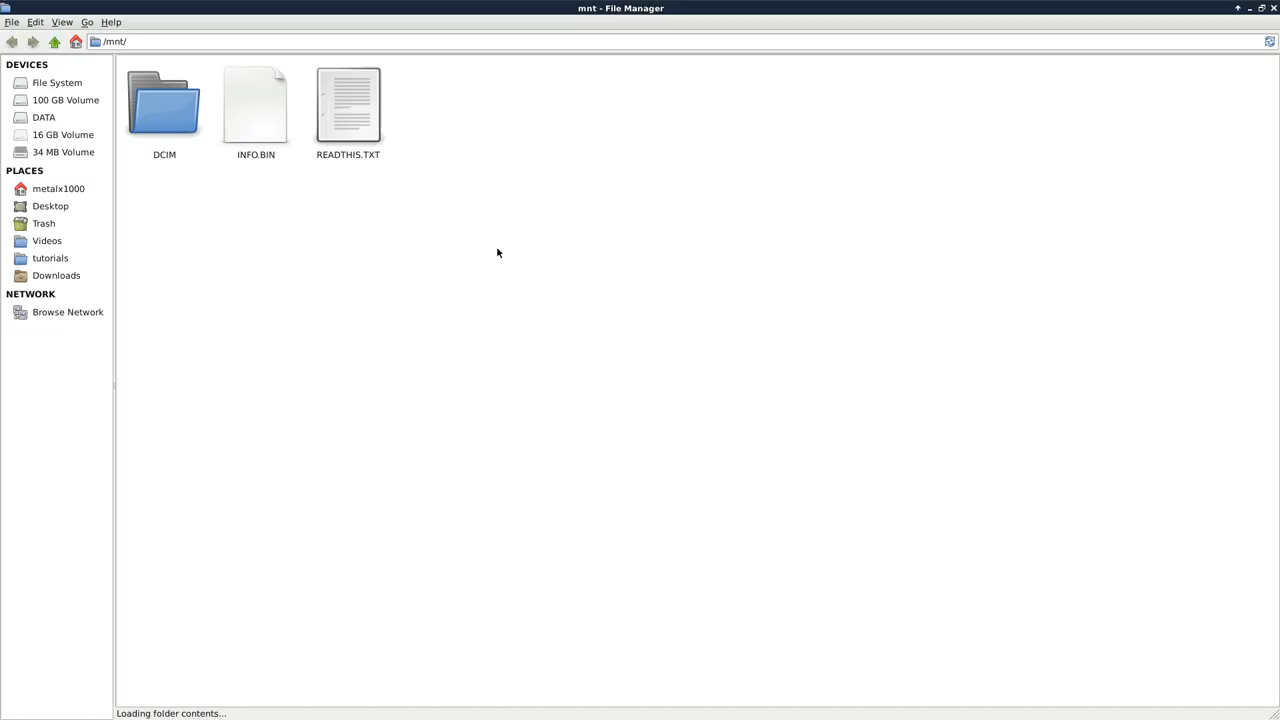 mnt - File Manager
File Edit View Go Help
/mnt/
DEVICES
File System
100 GB Volume
DATA
16 GB Volume
34 MB Volume
PLACES
metalx1000
Desktop
Trash
Videos
tutorials
Downloads
NETWORK
Browse Network
DCIM INFO.BIN READTHIS.TXT
Loading folder contents...